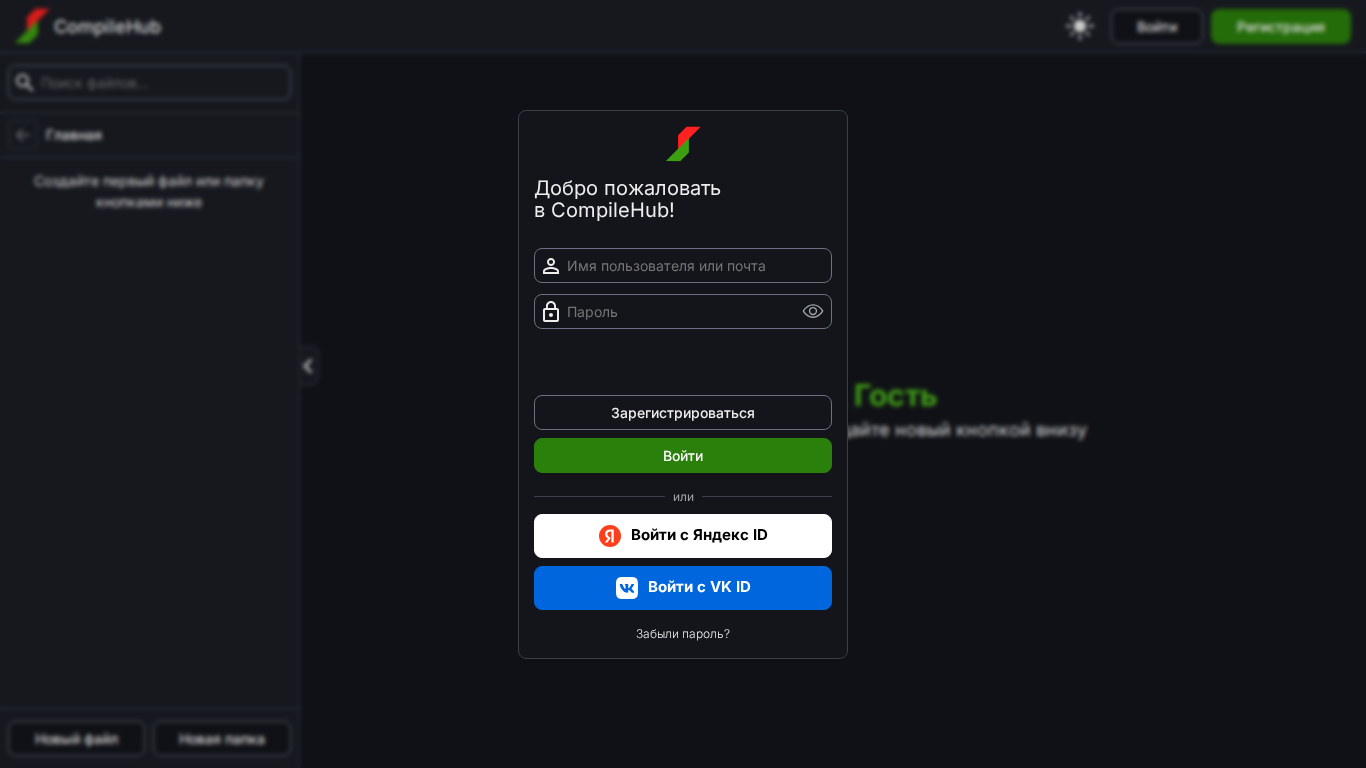 CompileHub
Войти
Регистрация
Поиск файлов...
Главная
Создайте первый файл или папку
кнопками ниже
Добро пожаловать
в CompileHub!
Имя пользователя или почта
Пароль
Зарегистрироваться
Войти
или
Войти с Яндекс ID
Войти с VK ID
Забыли пароль?
Гость
новый кнопкой внизу
Новый файл
Новая папка